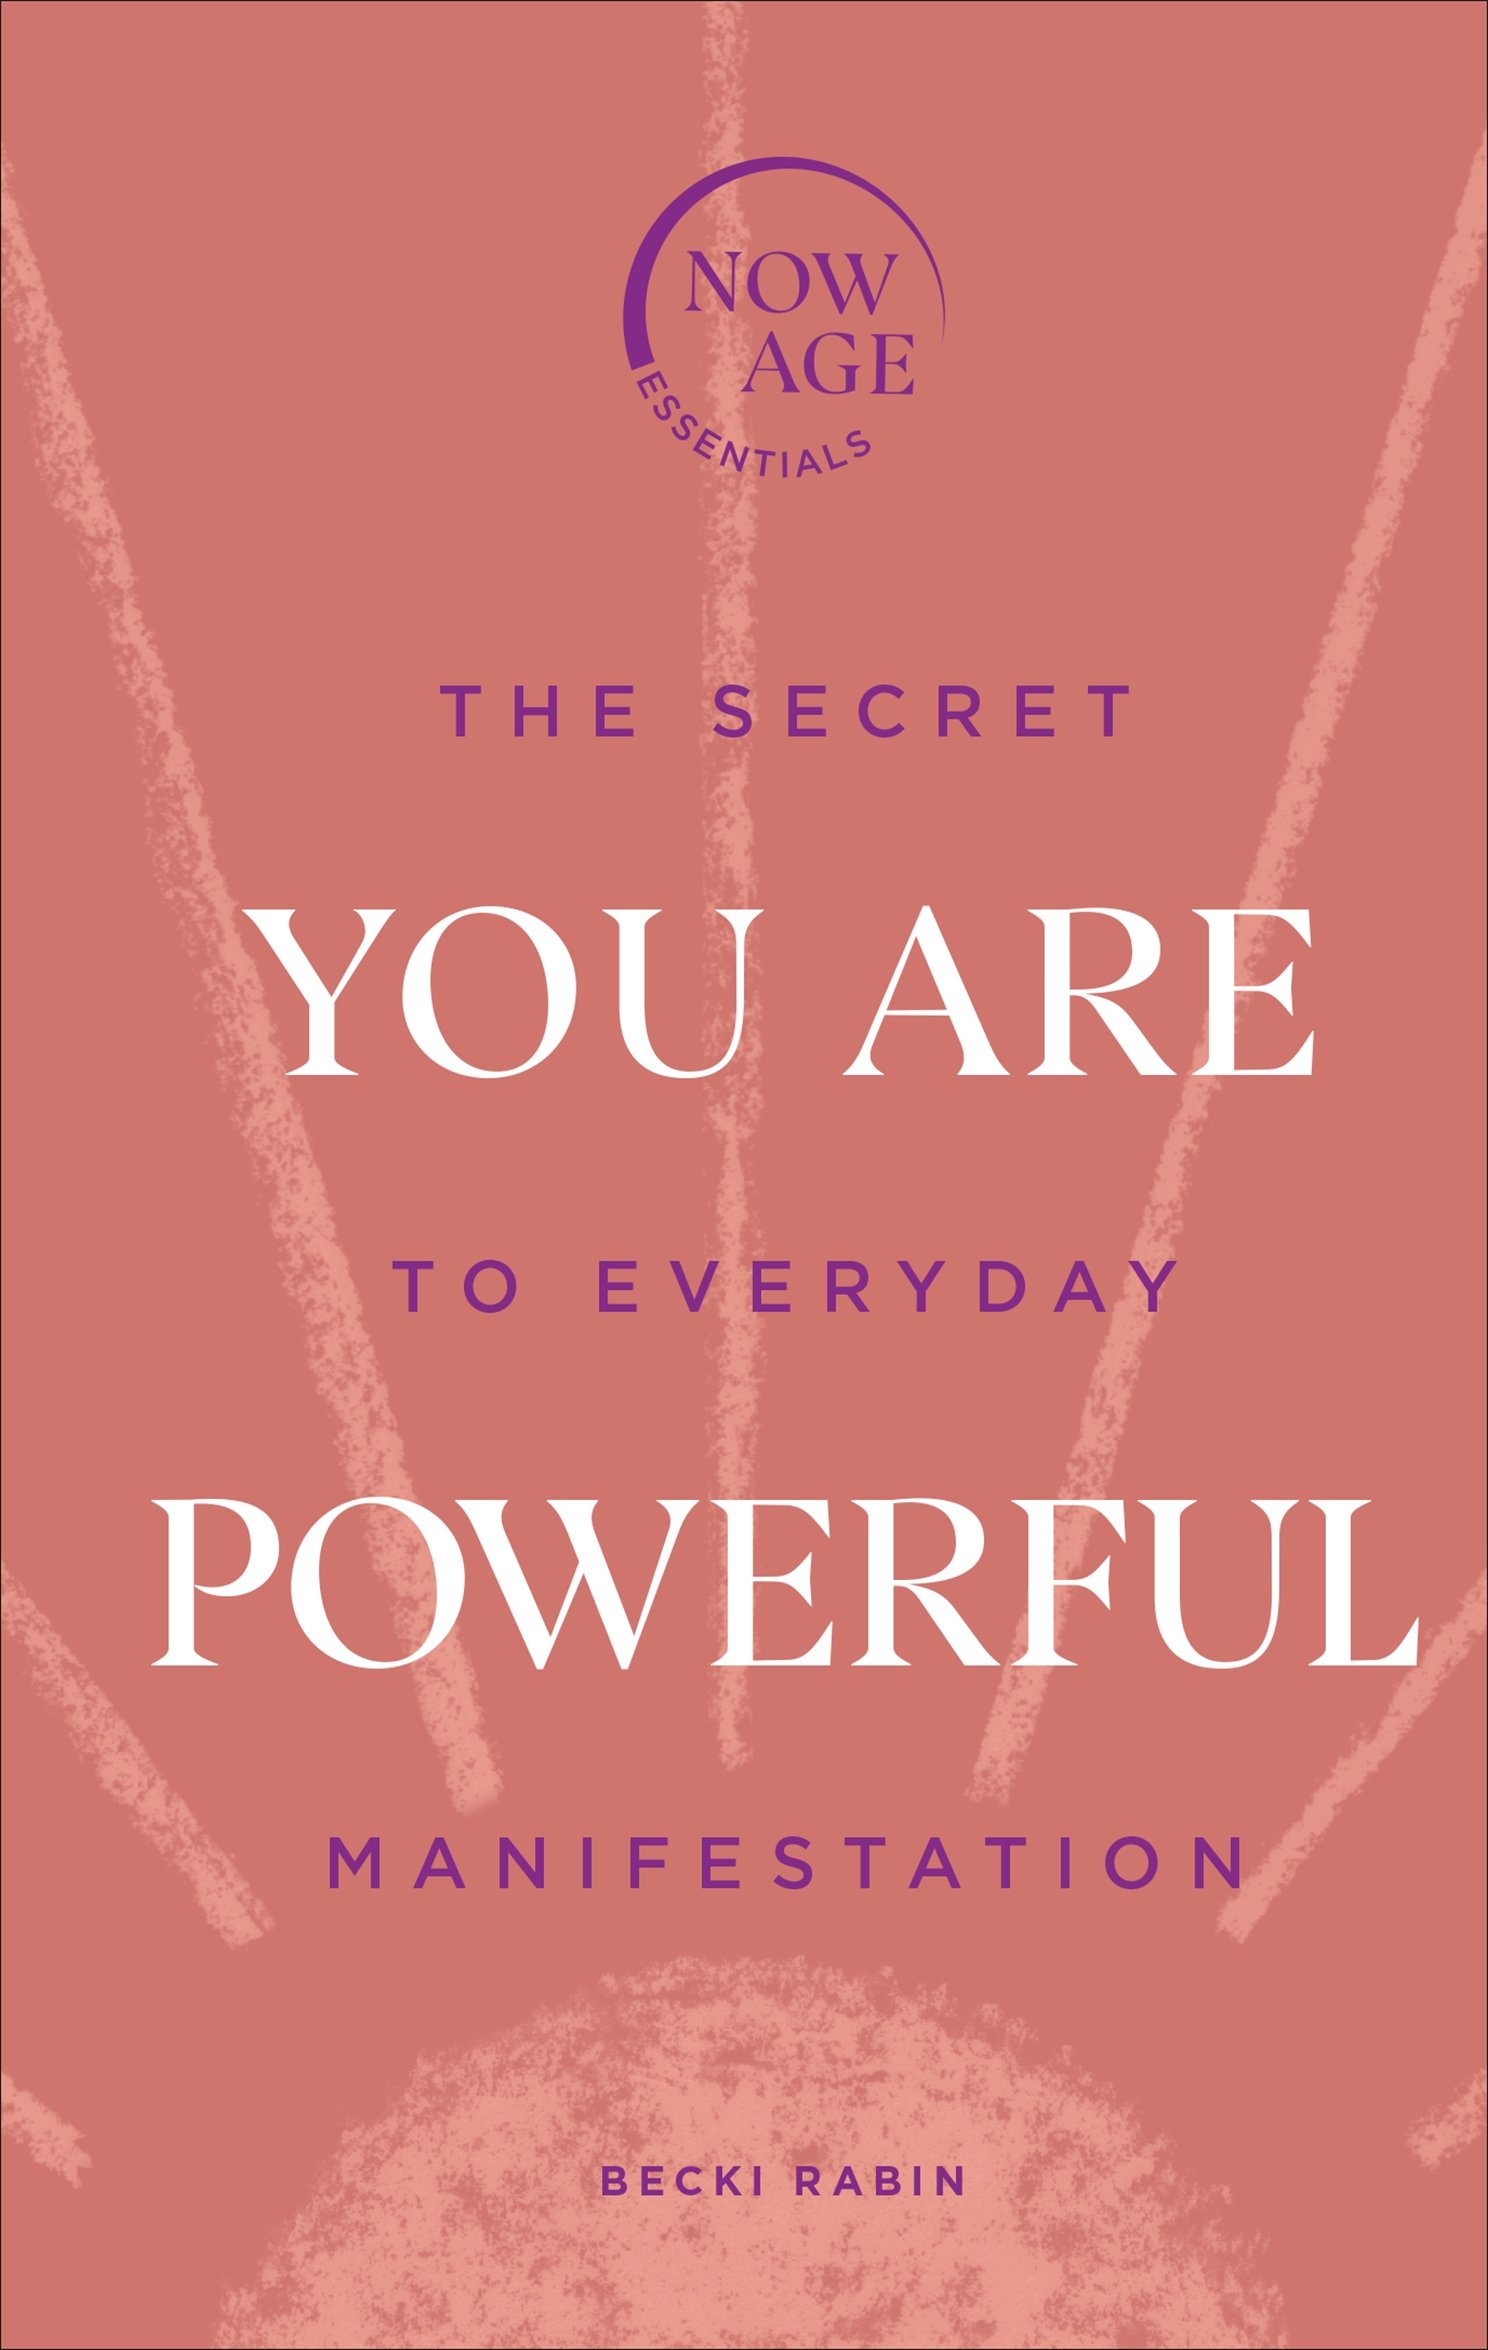 NOW
AGE
ESSENTIALS
THE SECRET
YOU ARE
TO EVERYDAY
POWERFUL
MANIFESTATION
BECKI RABIN